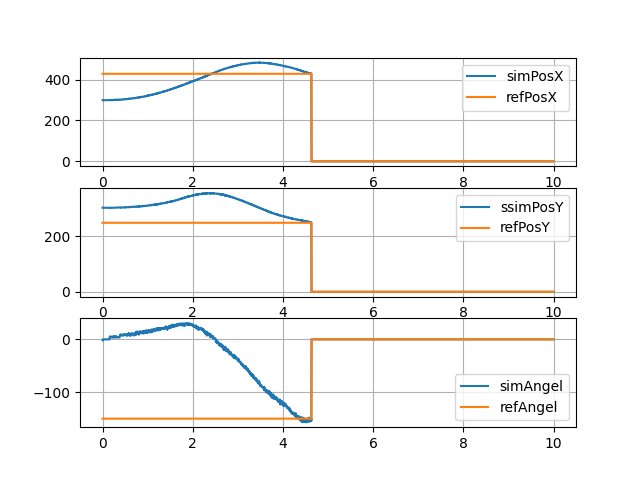 400
200
0
simPosX
refPosX
0 2 4 6 8 10
200
0
ssimPosY
refPosY
0 2 4 6 8 10
0
−100
simAngel
refAngel
0 2 4 6 8 10